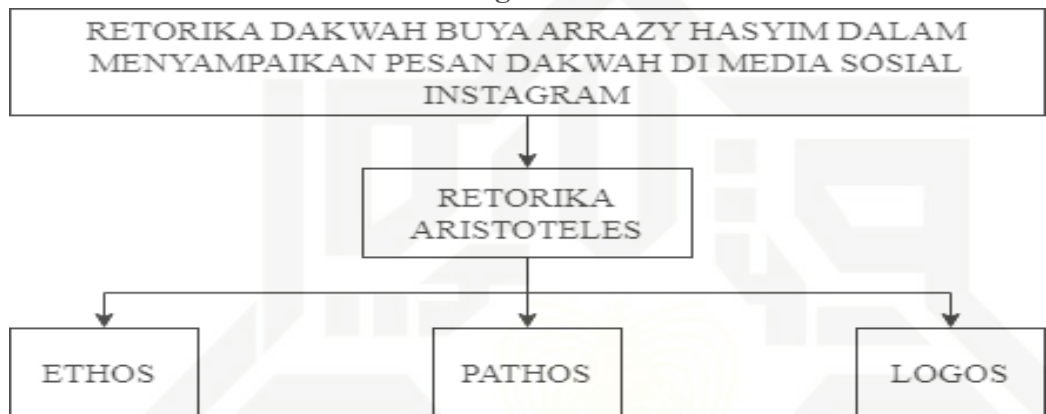 RETORIKA DAKWAH BUYA ARRAZY HASYIM DALAM
MENYAMPAIKAN PESAN DAKWAH DI MEDIA SOSIAL
INSTAGRAM
RETORIKA
ARISTOTELES
ETHOS
PATHOS
LOGOS